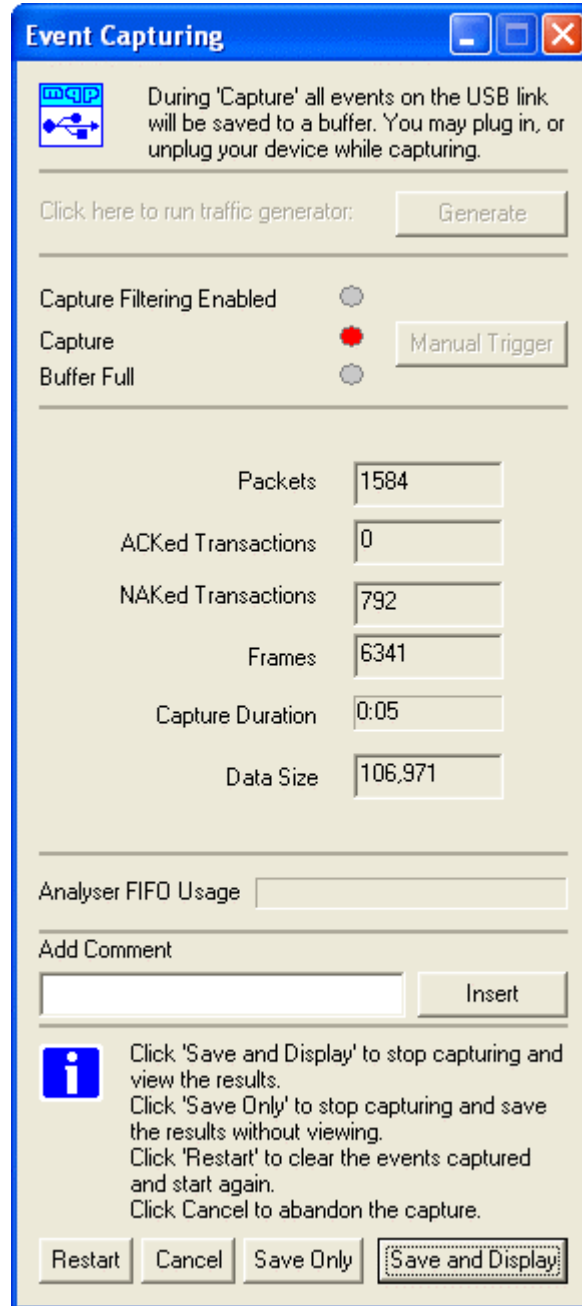 Event Capturing
mqp
During 'Capture' all events on the USB link
will be saved to a buffer. You may plug in, or
unplug your device while capturing.
Click here to run traffic generator:
Generate
Capture Filtering Enabled
Capture
Manual Trigger
Buffer Full
Packets
1584
ACKed Transactions
0
NAKed Transactions
792
Frames
6341
Capture Duration
0:05
Data Size
106,971
Analyser FIFO Usage
Add Comment
Insert
i
Click 'Save and Display' to stop capturing and
view the results.
Click 'Save Only' to stop capturing and save
the results without viewing.
Click 'Restart' to clear the events captured
and start again.
Click Cancel to abandon the capture.
Restart
Cancel
Save Only
Save and Display